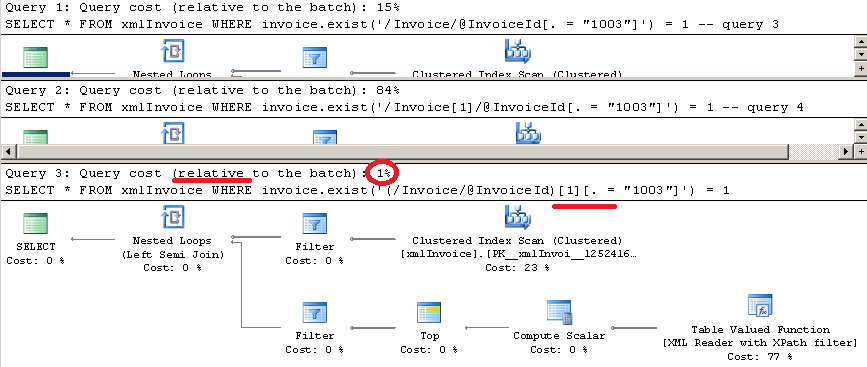 Query 1: Query cost (relative to the batch): 15%
SELECT * FROM xmlInvoice WHERE invoice.exist('/Invoice/@InvoiceId[. = "1003"]') = 1 -- query 3
Nested Loops
Clustered Index Scan (Clustered)
Query 2: Query cost (relative to the batch): 84%
SELECT * FROM xmlInvoice WHERE invoice.exist('/Invoice[1]/@InvoiceId[. = "1003"]') = 1 -- query 4
Query 3: Query cost (relative to the batch): 1%
SELECT * FROM xmlInvoice WHERE invoice.exist('(/Invoice/@InvoiceId)[1][. = "1003"]') = 1
SELECT
Cost: 0 %
Nested Loops
(Left Semi Join)
Cost: 0 %
Filter
Cost: 0 %
Clustered Index Scan (Clustered)
[xmlInvoice].[PK__xmlInvoi__1252416…
Cost: 23 %
Filter
Cost: 0 %
Top
Cost: 0 %
Compute Scalar
Cost: 0 %
Table Valued Function
[XML Reader with XPath filter]
Cost: 77 %